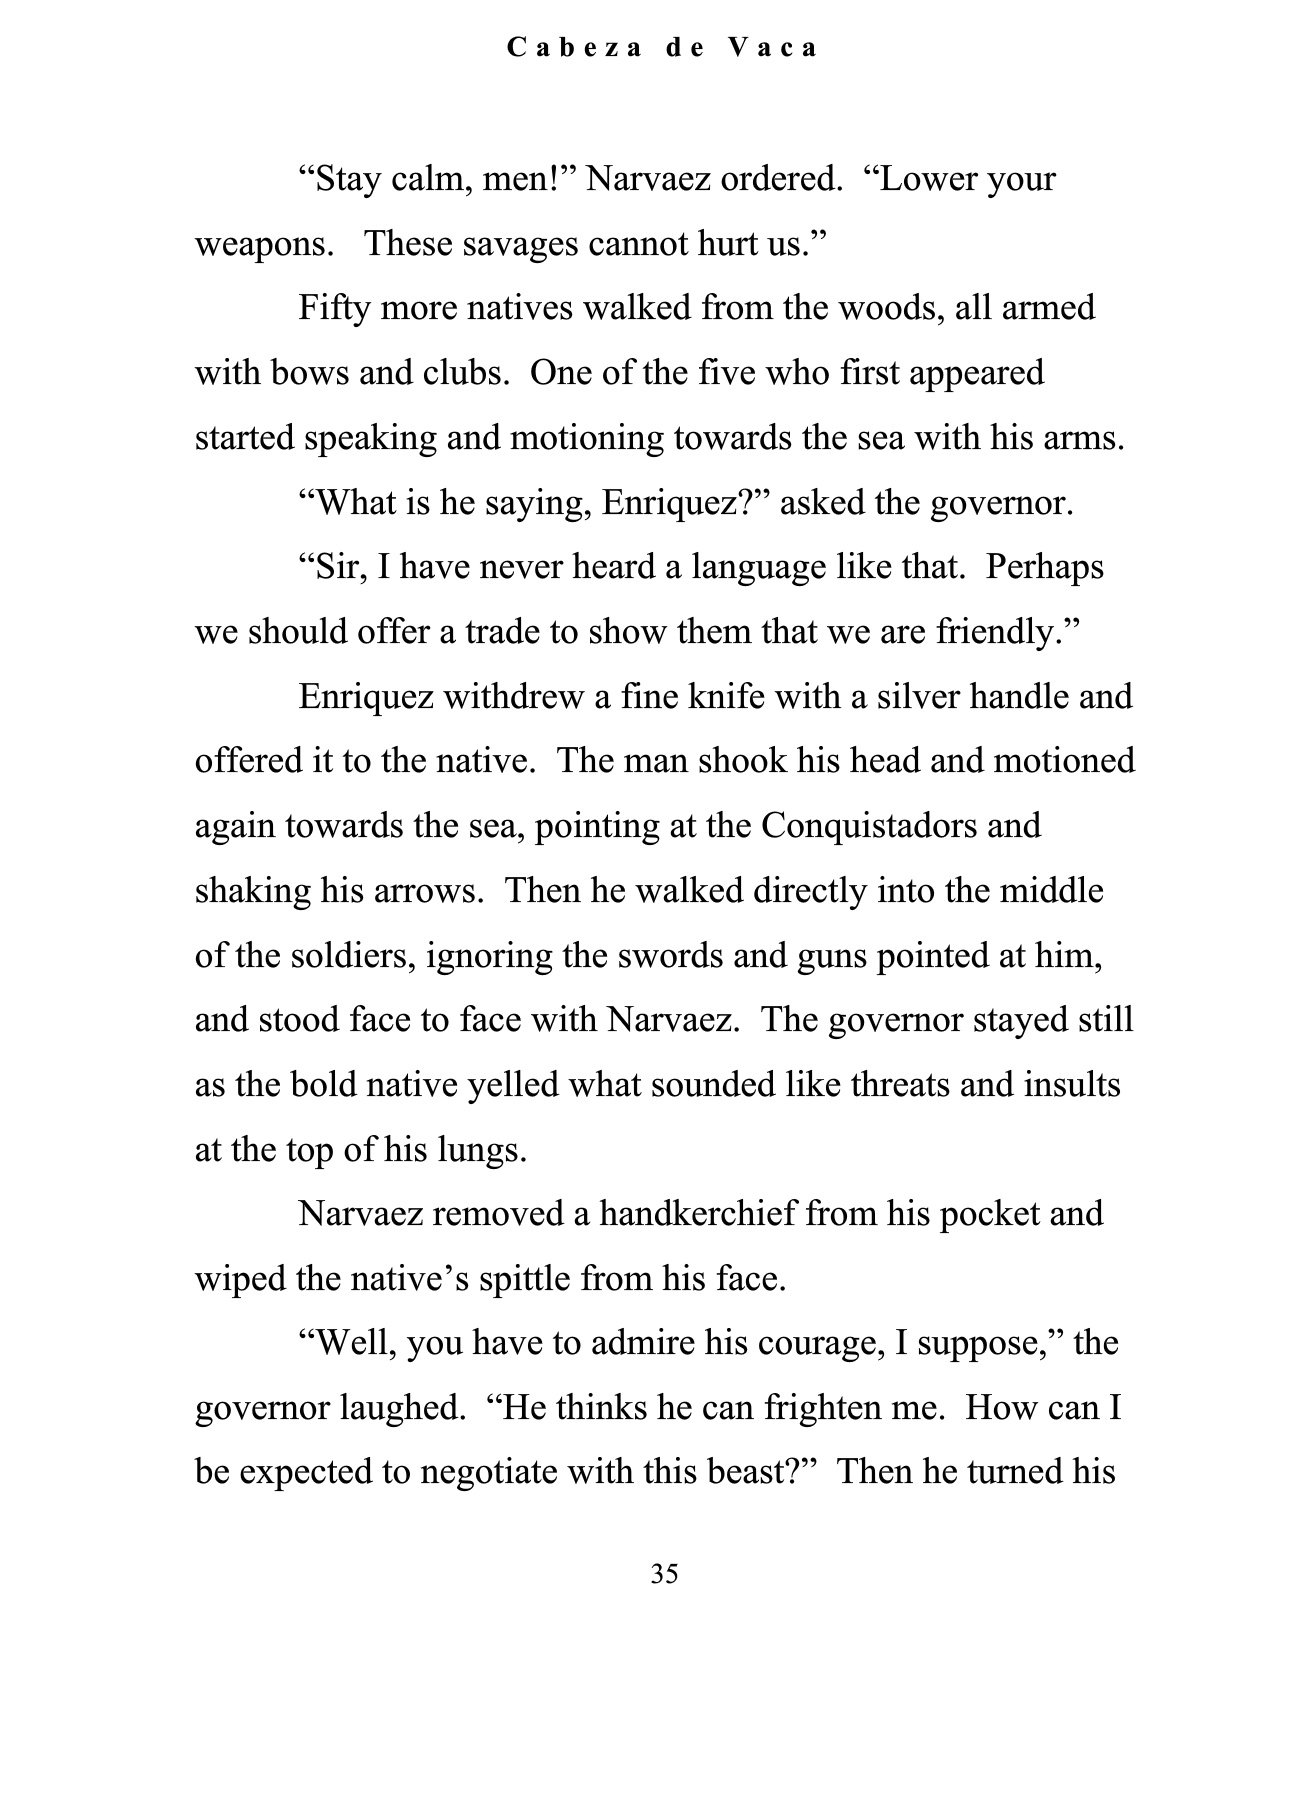 Cabeza de Vaca
“Stay calm, men!” Narvaez ordered.  “Lower your
weapons.   These savages cannot hurt us.”
Fifty more natives walked from the woods, all armed
with bows and clubs.  One of the five who first appeared
started speaking and motioning towards the sea with his arms.
“What is he saying, Enriquez?” asked the governor.
“Sir, I have never heard a language like that.  Perhaps
we should offer a trade to show them that we are friendly.”
Enriquez withdrew a fine knife with a silver handle and
offered it to the native.  The man shook his head and motioned
again towards the sea, pointing at the Conquistadors and
shaking his arrows.  Then he walked directly into the middle
of the soldiers, ignoring the swords and guns pointed at him,
and stood face to face with Narvaez.  The governor stayed still
as the bold native yelled what sounded like threats and insults
at the top of his lungs.
Narvaez removed a handkerchief from his pocket and
wiped the native’s spittle from his face.
“Well, you have to admire his courage, I suppose,” the
governor laughed.  “He thinks he can frighten me.  How can I
be expected to negotiate with this beast?”  Then he turned his
35